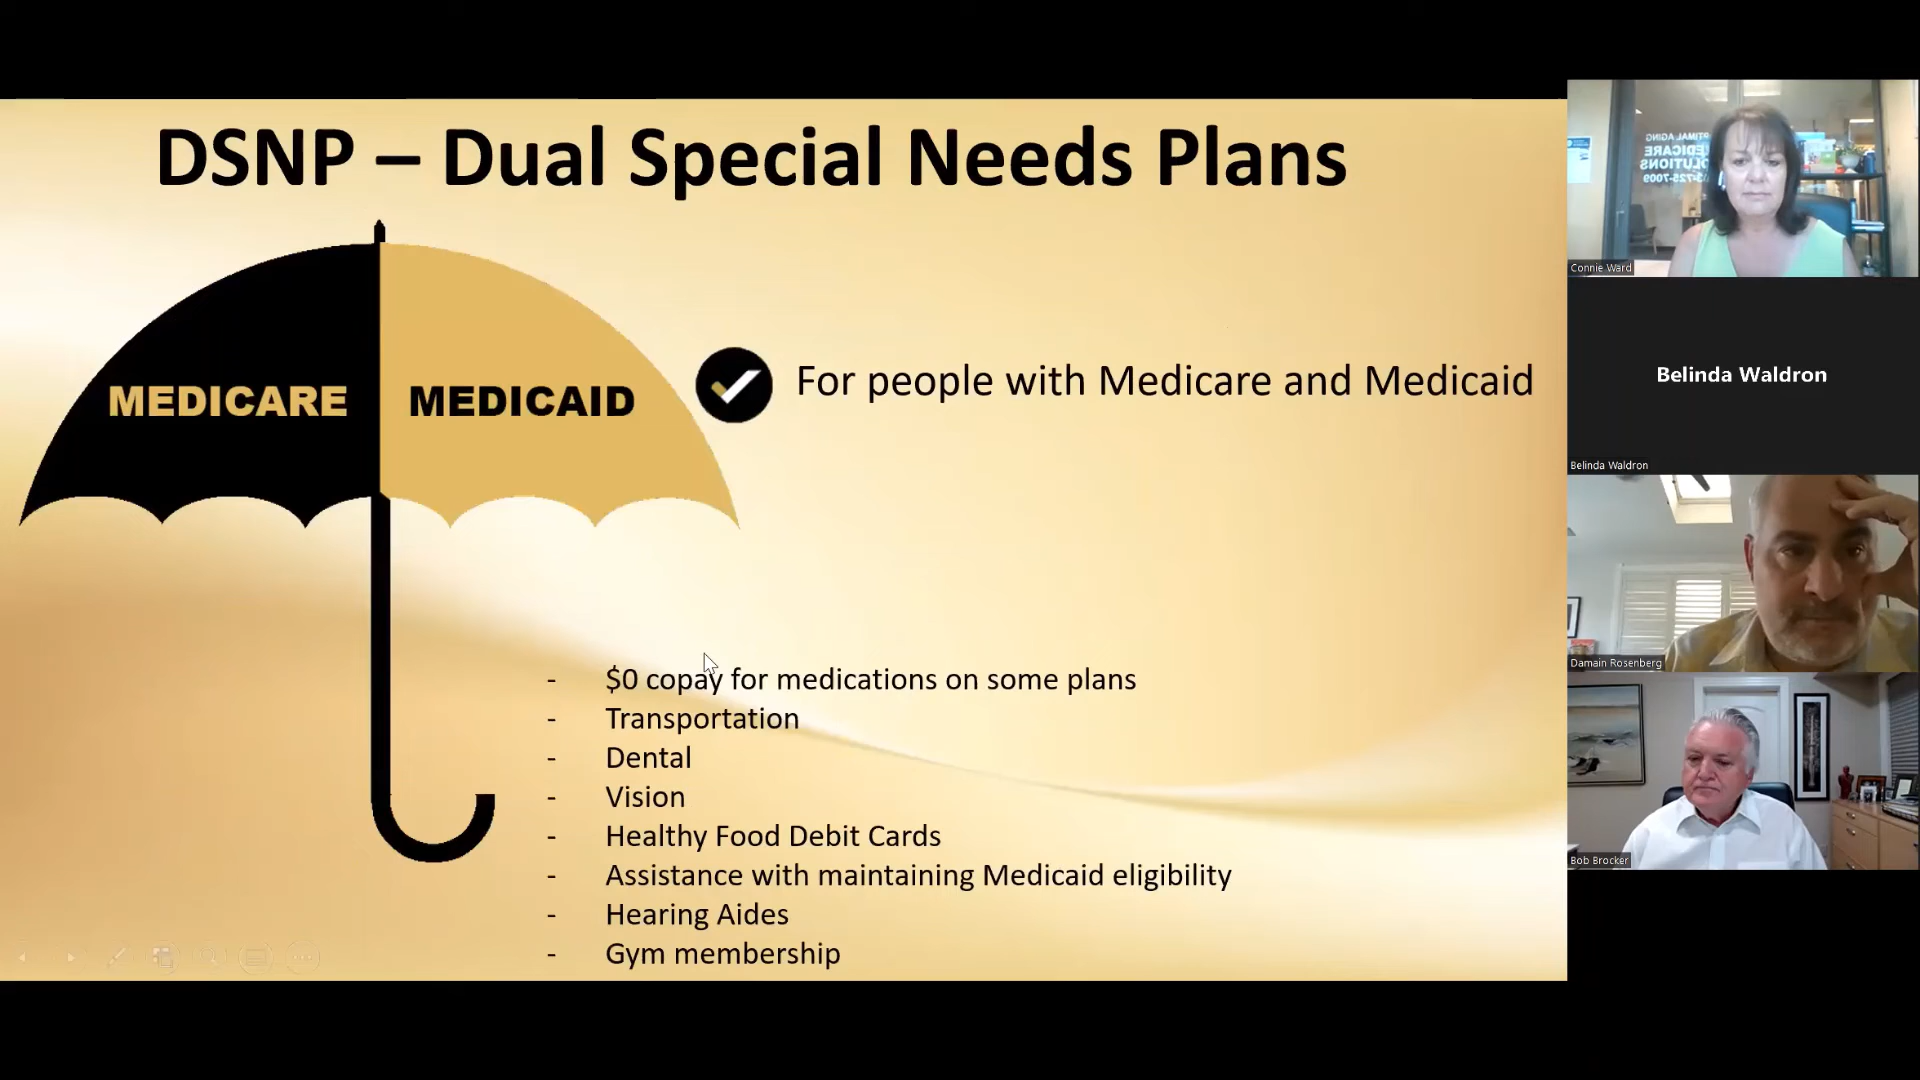 DSNP – Dual Special Needs Plans
MEDICARE
MEDICAID
For people with Medicare and Medicaid
- $0 copay for medications on some plans
- Transportation
- Dental
- Vision
- Healthy Food Debit Cards
- Assistance with maintaining Medicaid eligibility
- Hearing Aides
- Gym membership
Connie Ward
Belinda Waldron
Belinda Waldron
Damain Rosenberg
Bob Brocker